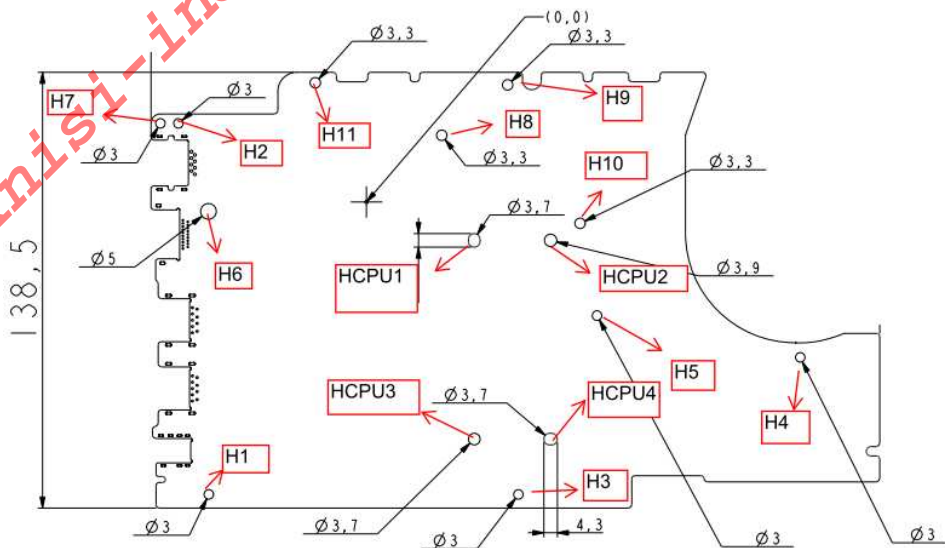 (0,0)
Ø3,3
Ø3,3
H7
Ø3
H9
H11
H8
H2
Ø3
Ø3,3
H10
Ø3,3
Ø3,7
Ø5
H6
HCPU1
HCPU2
Ø3,9
138,5
H5
HCPU3
Ø3,7
HCPU4
H4
H1
H3
Ø3
Ø3,7
Ø3
4,3
Ø3
Ø3